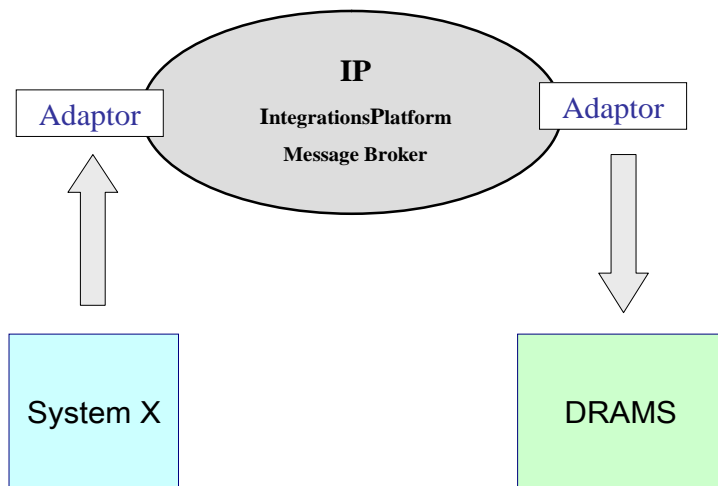 IP
Adaptor
Adaptor
IntegrationsPlatform
Message Broker
System X
DRAMS